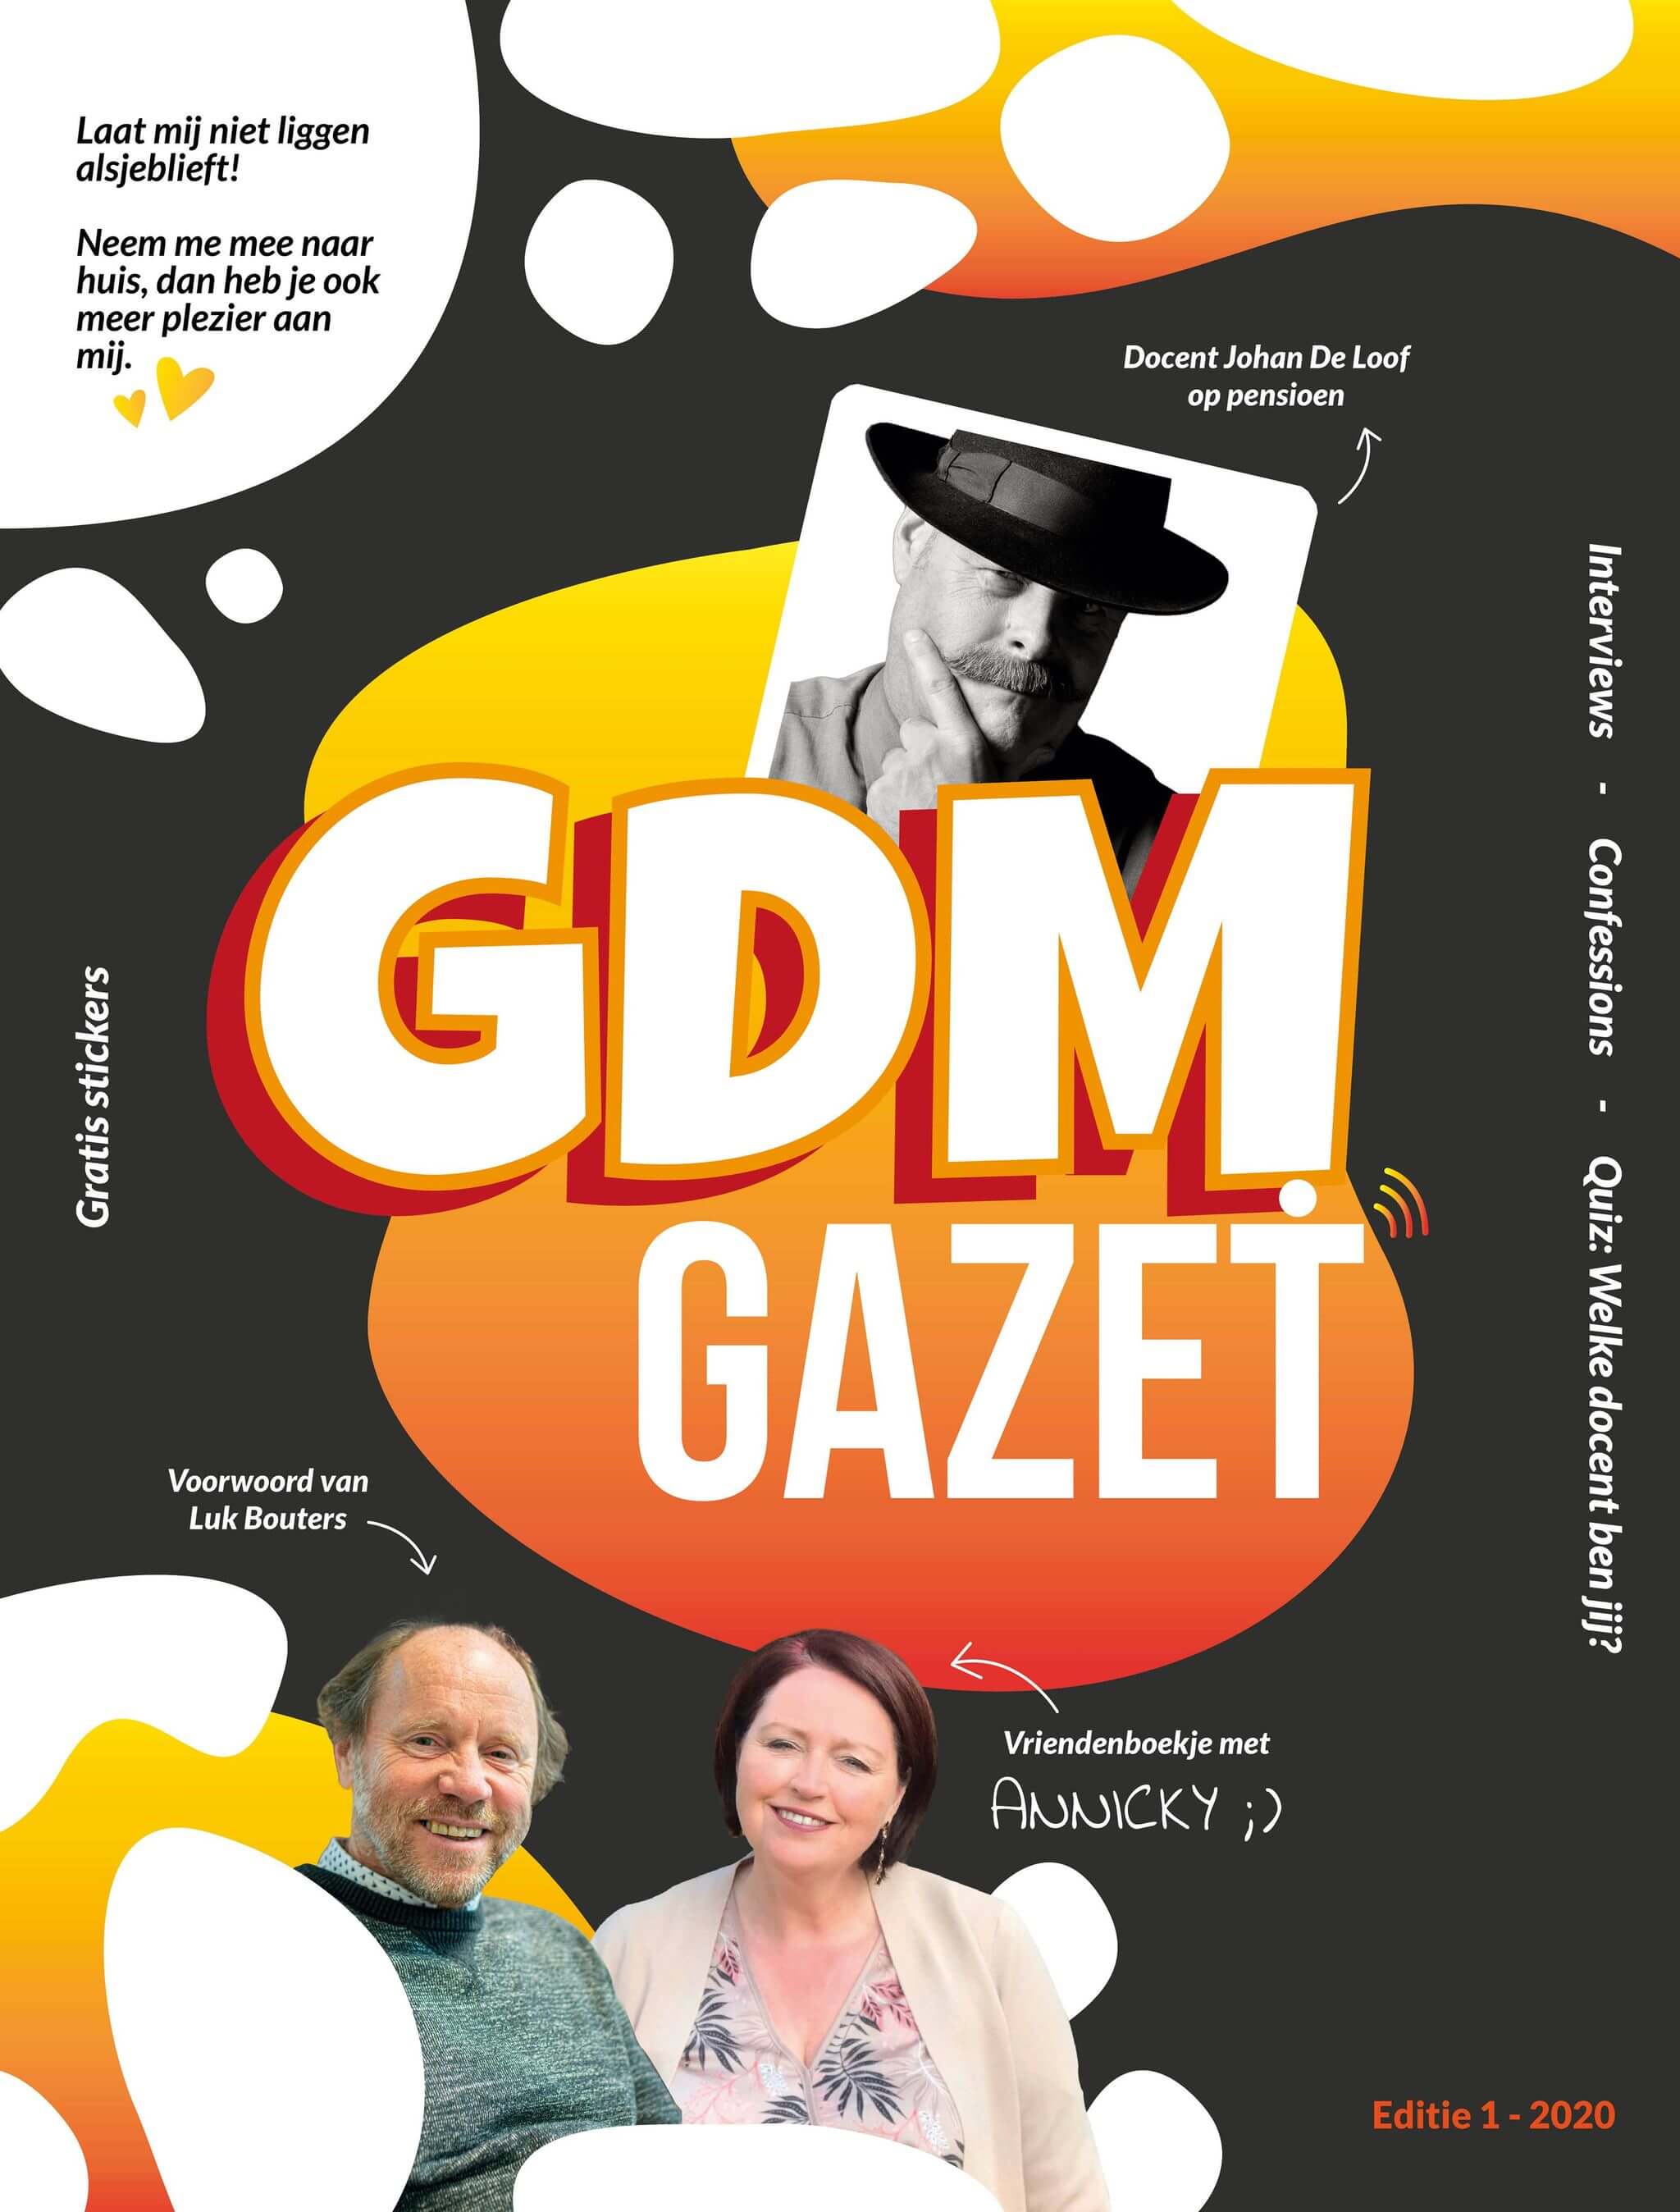 Laat mij niet liggen
alsjeblieft!
Neem me mee naar
huis, dan heb je ook
meer plezier aan
mij.
Docent Johan De Loof
op pensioen
Interviews - Confessions - Quiz: Welke docent ben jij?
Gratis stickers
GDM
GAZET
Voorwoord van
Luk Bouters
Vriendenboekje met
ANNICKY ;)
Editie 1 - 2020